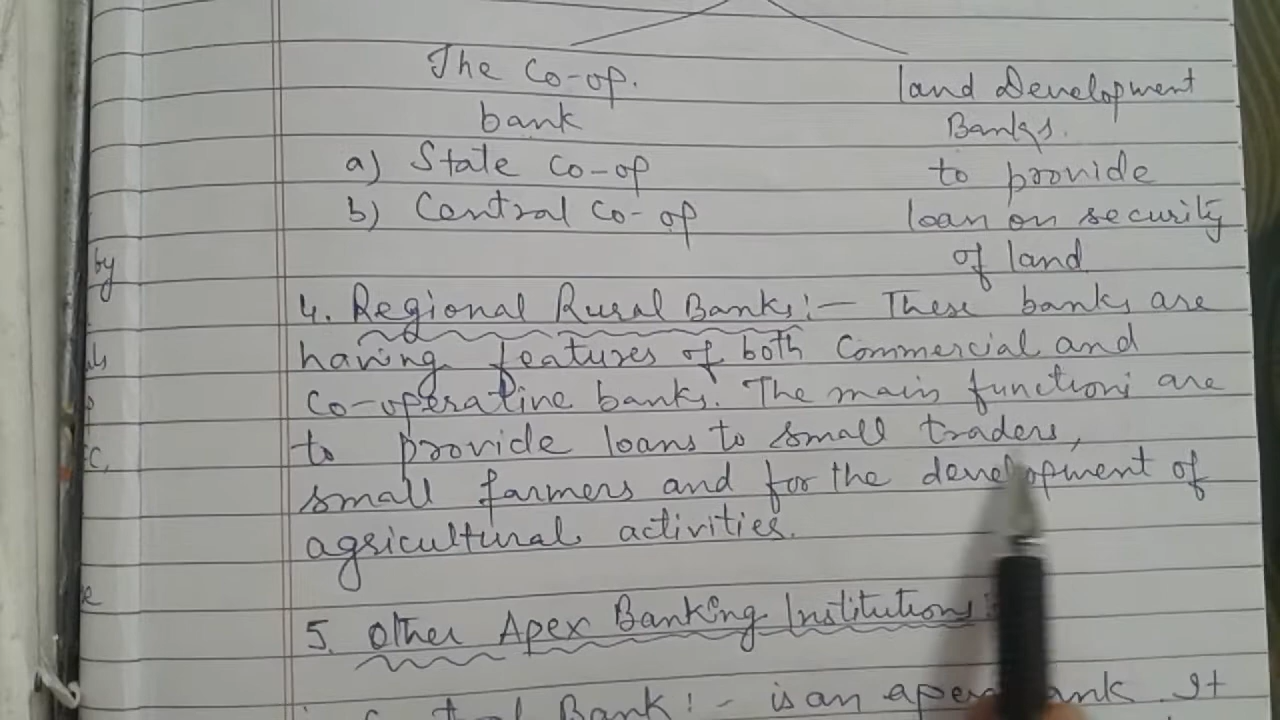 The Co-op.
bank
a) State Co-op
b) Central Co-op
land Development
Banks.
to provide
loan on security
of land
4. Regional Rural Banks:- These banks are
having features of both Commercial and
Co-operative banks. The main functions are
to provide loans to small traders,
small farmers and for the development of
agricultural activities.
5. Other Apex Banking Institutions:
Bank:- is an apex bank. It
by